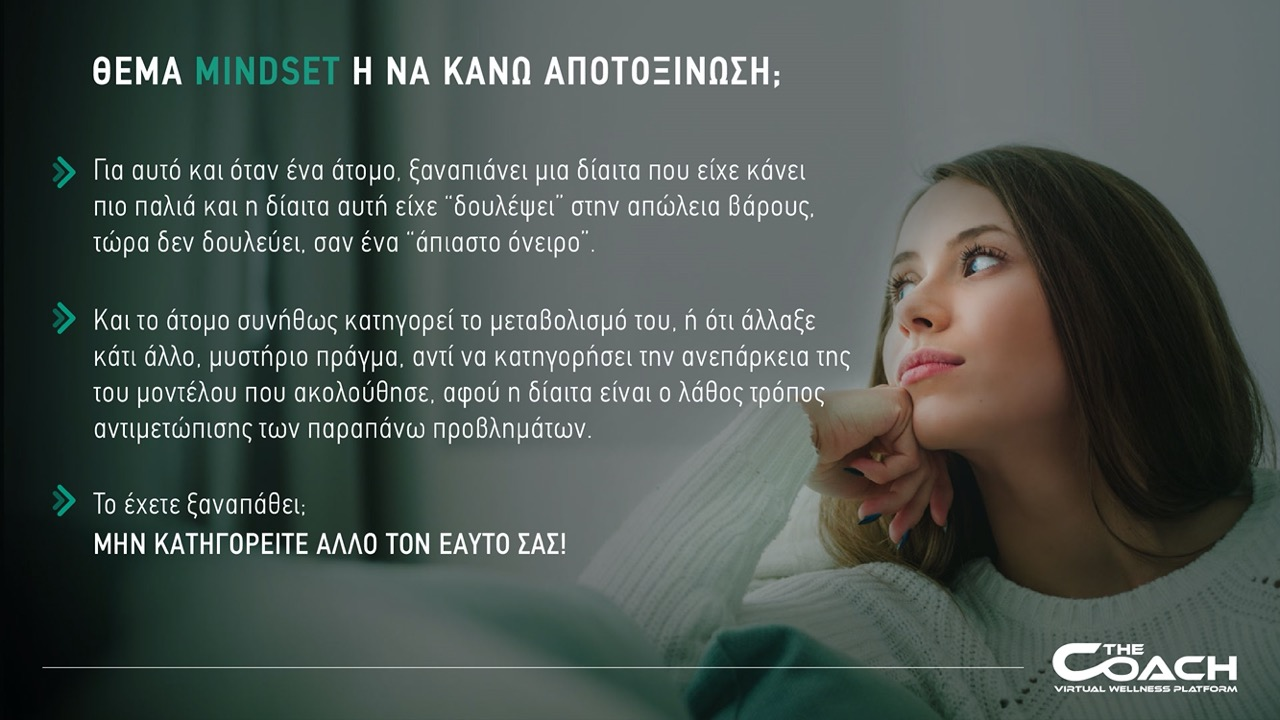 ΘΕΜΑ MINDSET Η ΝΑ ΚΑΝΩ ΑΠΟΤΟΞΙΝΩΣΗ;
Για αυτό και όταν ένα άτομο, ξαναπιάνει μια δίαιτα που είχε κάνει
πιο παλιά και η δίαιτα αυτή είχε “δουλέψει” στην απώλεια βάρους,
τώρα δεν δουλεύει, σαν ένα “άπιαστο όνειρο”.
Και το άτομο συνήθως κατηγορεί το μεταβολισμό του, ή ότι άλλαξε
κάτι άλλο, μυστήριο πράγμα, αντί να κατηγορήσει την ανεπάρκεια της
του μοντέλου που ακολούθησε, αφού η δίαιτα είναι ο λάθος τρόπος
αντιμετώπισης των παραπάνω προβλημάτων.
Το έχετε ξαναπάθει;
ΜΗΝ ΚΑΤΗΓΟΡΕΙΤΕ ΑΛΛΟ ΤΟΝ ΕΑΥΤΟ ΣΑΣ!
THE
COACH
VIRTUAL WELLNESS PLATFORM